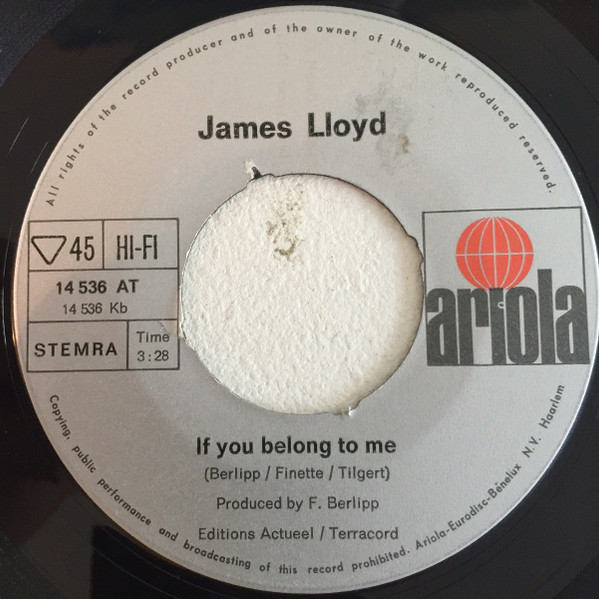 All rights of the record producer and of the owner of the work reproduced reserved.
James Lloyd
45 HI-FI
14 536 AT
14 536 Kb
STEMRA
Time
3:28
ariola
If you belong to me
(Berlipp / Finette / Tilgert)
Produced by F. Berlipp
Editions Actueel / Terracord
Copying, public performance and broadcasting of this record prohibited. Ariola-Eurodisc-Bénelux N.V. Haarlem